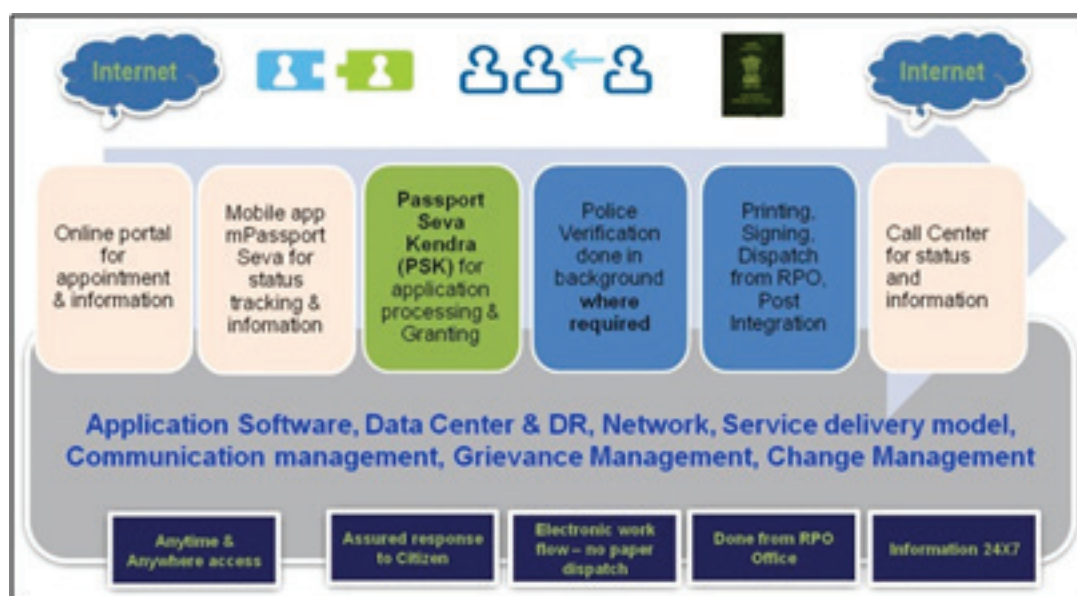 Internet
Internet
Online portal
for
appointment
& information
Mobile app
mPassport
Seva for
status
tracking &
infomation
Passport
Seva
Kendra
(PSK) for
application
processing &
Granting
Police
Verification
done in
background
where
required
Printing,
Signing,
Dispatch
from RPO,
Post
Integration
Call Center
for status
and
information
Application Software, Data Center & DR, Network, Service delivery model,
Communication management, Grievance Management, Change Management
Anytime &
Anywhere access
Assured response
to Citizen
Electronic work
flow – no paper
dispatch
Done from RPO
Office
Information 24X7